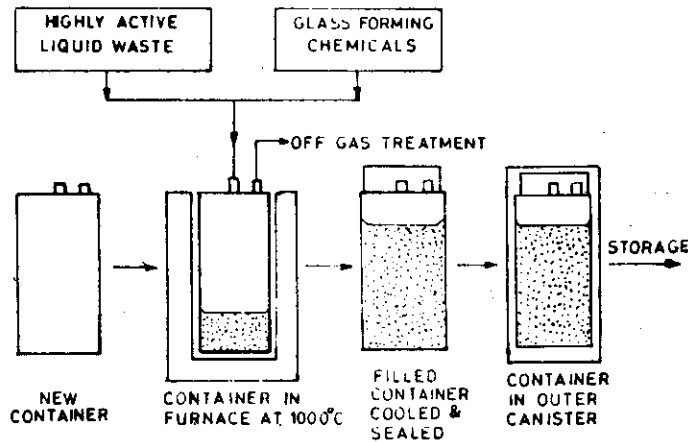 HIGHLY ACTIVE
LIQUID WASTE
GLASS FORMING
CHEMICALS
OFF GAS TREATMENT
STORAGE
NEW
CONTAINER
CONTAINER IN
FURNACE AT 1000°C
FILLED
CONTAINER
COOLED &
SEALED
CONTAINER
IN OUTER
CANISTER